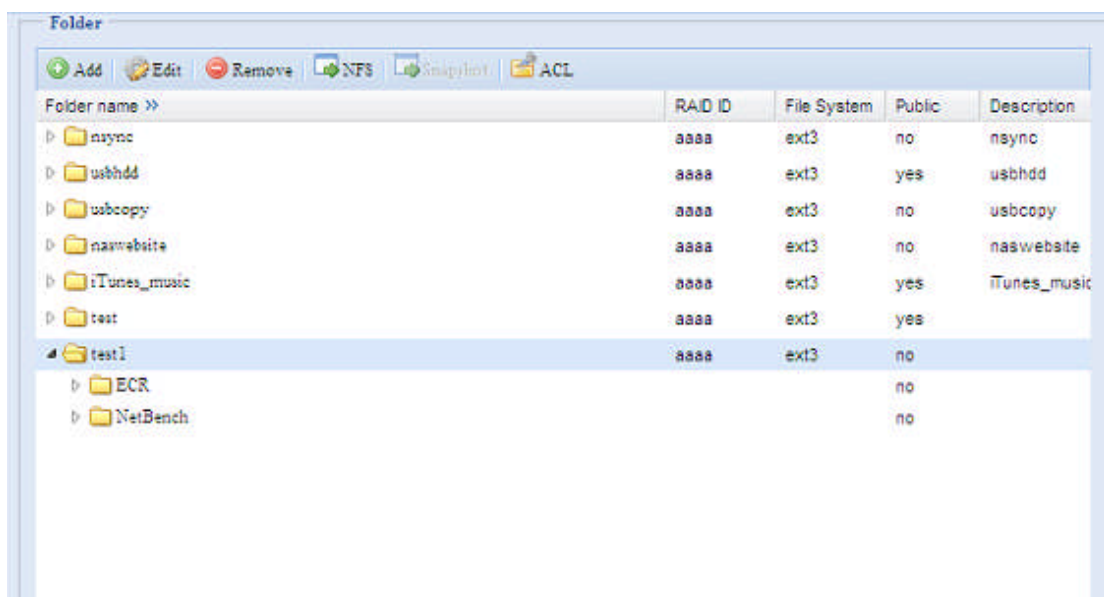 Folder
Add Edit Remove NFS Snapshot ACL
Folder name » RAID ID File System Public Description
nsync aaaa ext3 no nsync
usbhdd aaaa ext3 yes usbhdd
usbcopy aaaa ext3 no usbcopy
naswebsite aaaa ext3 no naswebsite
iTunes_music aaaa ext3 yes iTunes_music
test aaaa ext3 yes
test1 aaaa ext3 no
ECR no
NetBench no